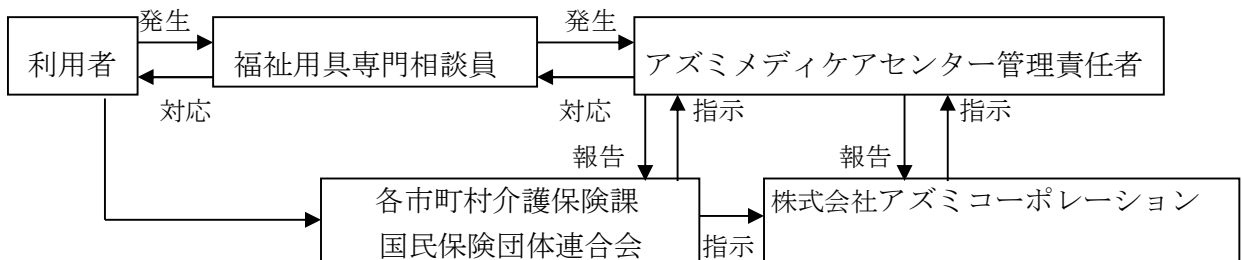 発生
発生
利用者
福祉用具専門相談員
アズミメディケアセンター管理責任者
対応
対応
指示
指示
報告
報告
各市町村介護保険課
株式会社アズミコーポレーション
国民保険団体連合会
指示